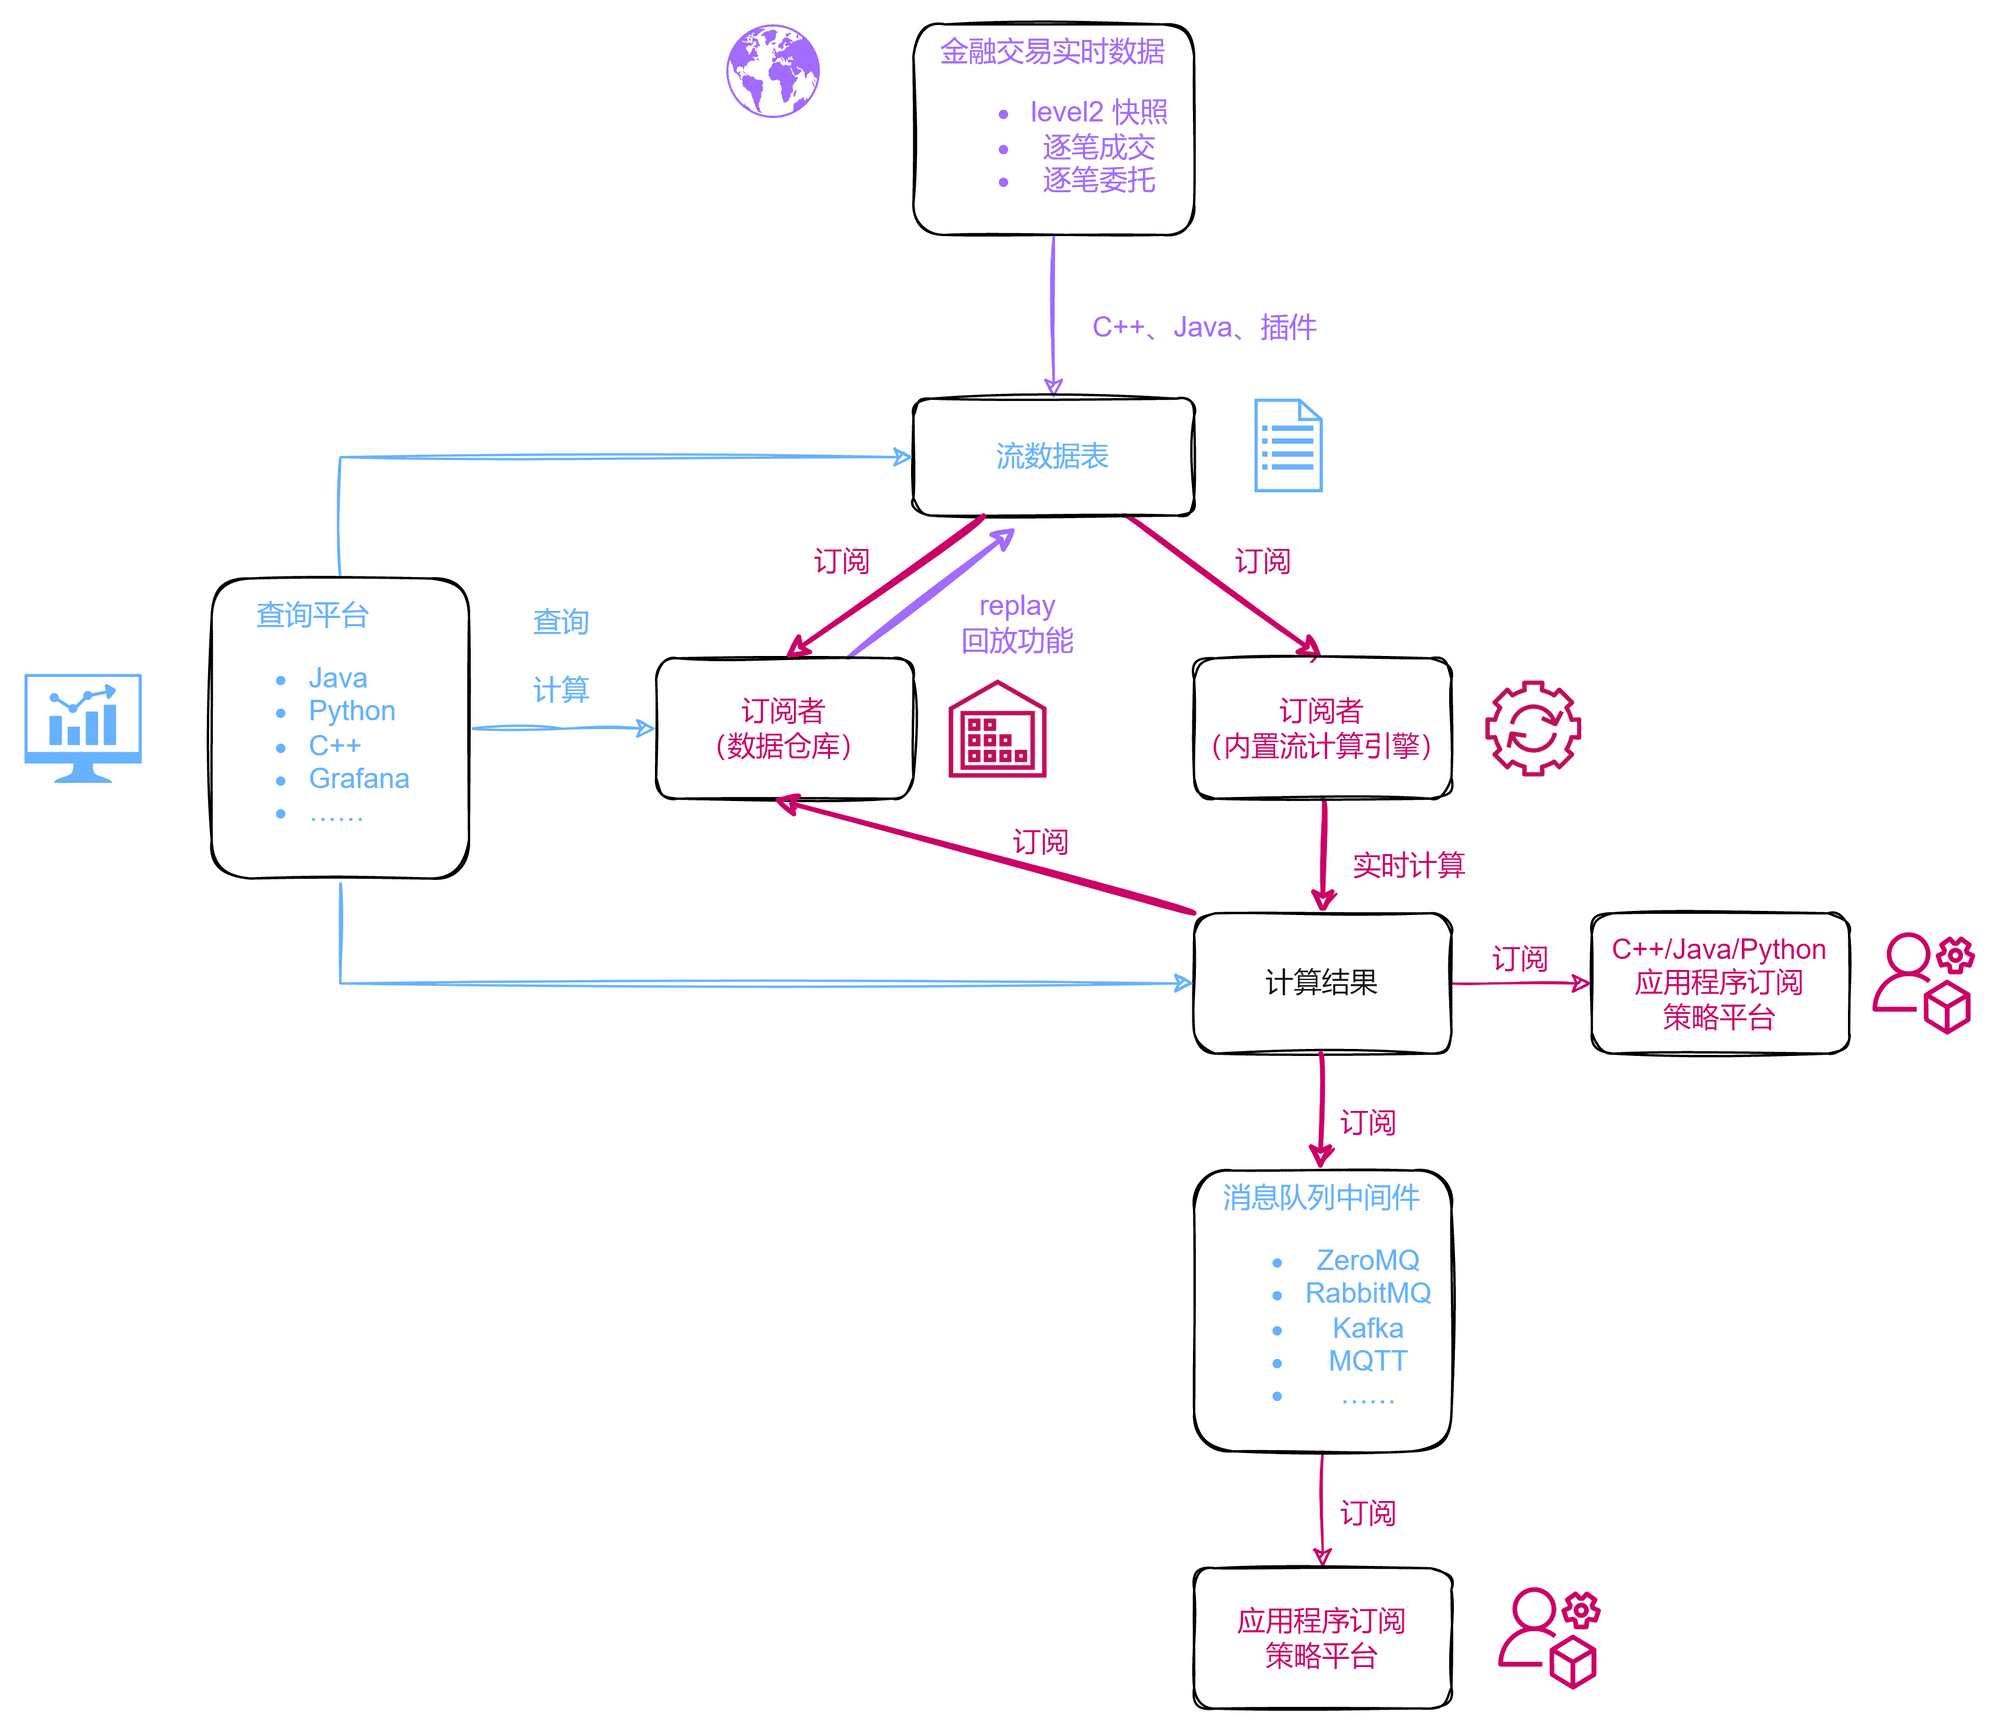 金融交易实时数据
level2 快照
逐笔成交
逐笔委托
C++、Java、插件
流数据表
订阅
订阅
replay
回放功能
查询平台
Java
Python
C++
Grafana
……
查询
计算
订阅者
（数据仓库）
订阅者
（内置流计算引擎）
订阅
实时计算
计算结果
订阅
C++/Java/Python
应用程序订阅
策略平台
订阅
消息队列中间件
ZeroMQ
RabbitMQ
Kafka
MQTT
……
订阅
应用程序订阅
策略平台